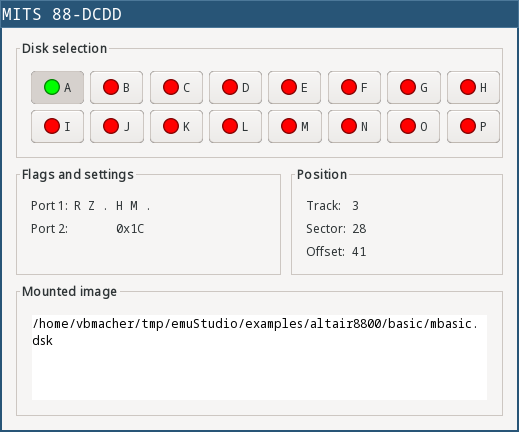 MITS 88-DCDD
Disk selection
A B C D E F G H
I J K L M N O P
Flags and settings
Port 1: R Z . H M .
Port 2: 0x1C
Position
Track: 3
Sector: 28
Offset: 41
Mounted image
/home/vbmacher/tmp/emuStudio/examples/altair8800/basic/mbasic.
dsk